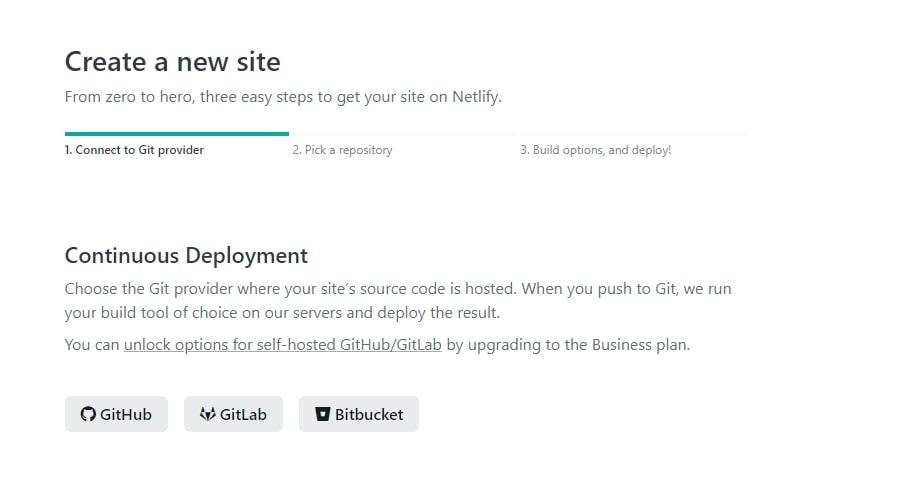 Create a new site
From zero to hero, three easy steps to get your site on Netlify.
1. Connect to Git provider
2. Pick a repository
3. Build options, and deploy!
Continuous Deployment
Choose the Git provider where your site’s source code is hosted. When you push to Git, we run
your build tool of choice on our servers and deploy the result.
You can unlock options for self-hosted GitHub/GitLab by upgrading to the Business plan.
GitHub
GitLab
Bitbucket